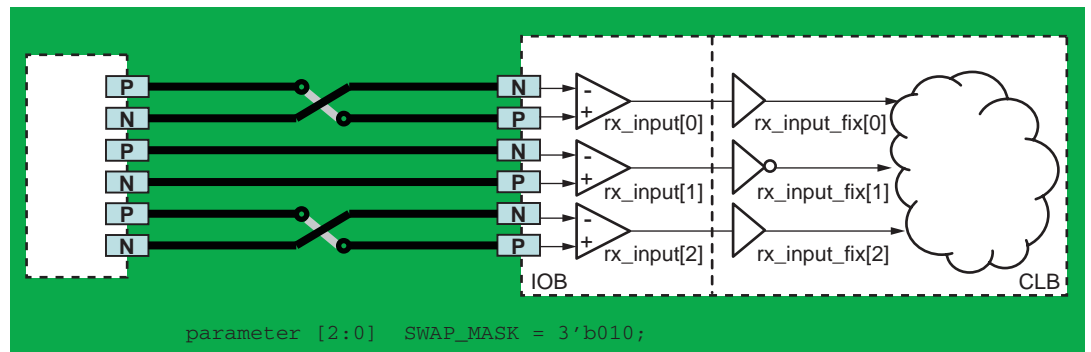 P N
N P rx_input[0] rx_input_fix[0]
P N
N P rx_input[1] rx_input_fix[1]
P N
N P rx_input[2] rx_input_fix[2]
- +
- +
- +
IOB CLB
parameter [2:0] SWAP_MASK = 3'b010;